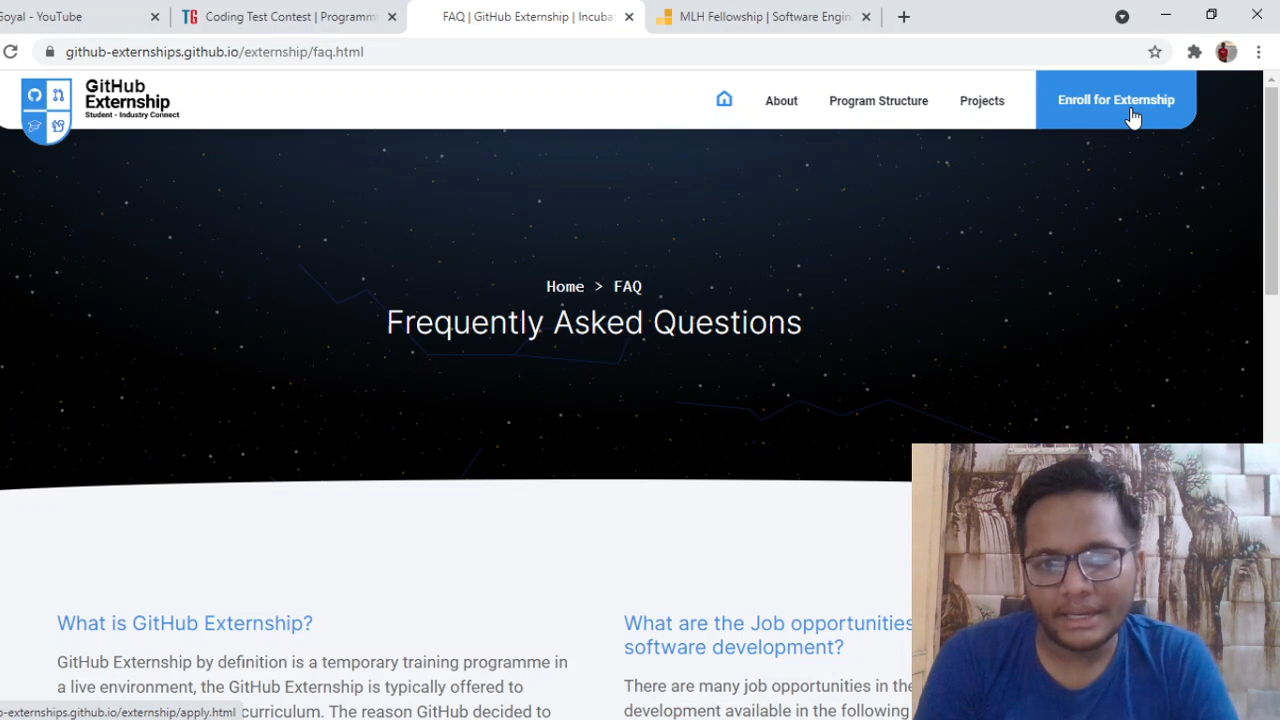 Goyal - YouTube
TG Coding Test Contest | Programm
FAQ | GitHub Externship | Incuba
MLH Fellowship | Software Engin
github-externships.github.io/externship/faq.html
GitHub
Externship
Student - Industry Connect
About
Program Structure
Projects
Enroll for Externship
Home > FAQ
Frequently Asked Questions
What is GitHub Externship?
GitHub Externship by definition is a temporary training programme in
a live environment, the GitHub Externship is typically offered to
curriculum. The reason GitHub decided to
What are the Job opportunities
software development?
There are many job opportunities in the
development available in the following
b-externships.github.io/externship/apply.html